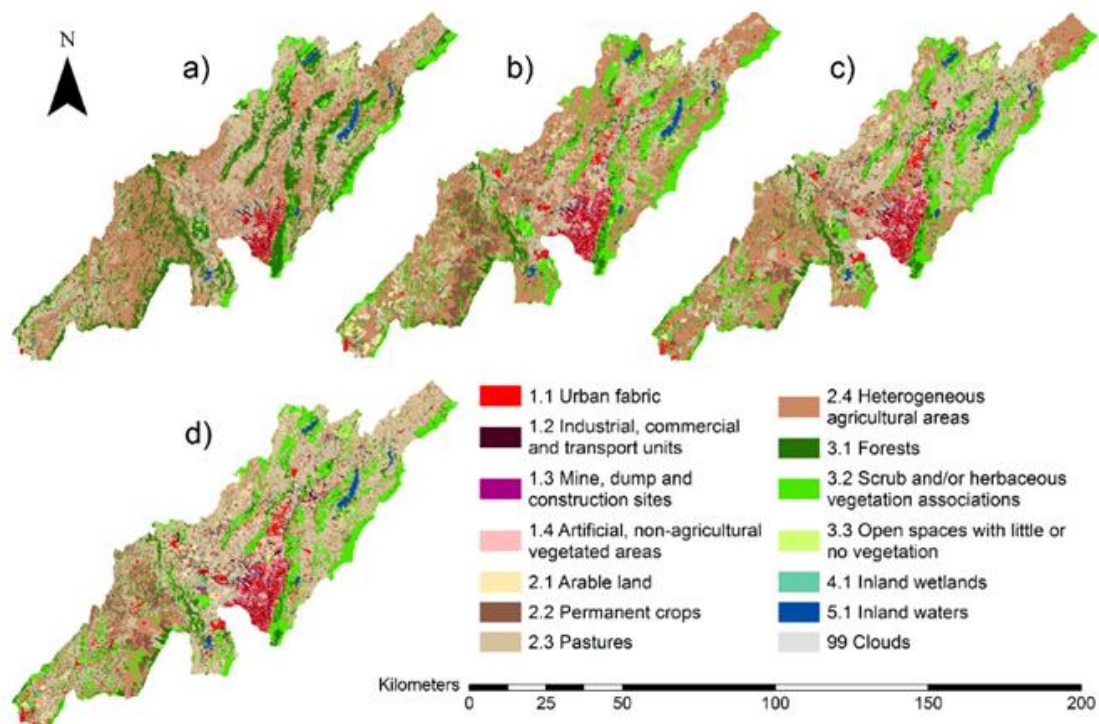 N
a)
b)
c)
d)
1.1 Urban fabric
1.2 Industrial, commercial
and transport units
1.3 Mine, dump and
construction sites
1.4 Artificial, non-agricultural
vegetated areas
2.1 Arable land
2.2 Permanent crops
2.3 Pastures
2.4 Heterogeneous
agricultural areas
3.1 Forests
3.2 Scrub and/or herbaceous
vegetation associations
3.3 Open spaces with little or
no vegetation
4.1 Inland wetlands
5.1 Inland waters
99 Clouds
Kilometers
0 25 50 100 150 200